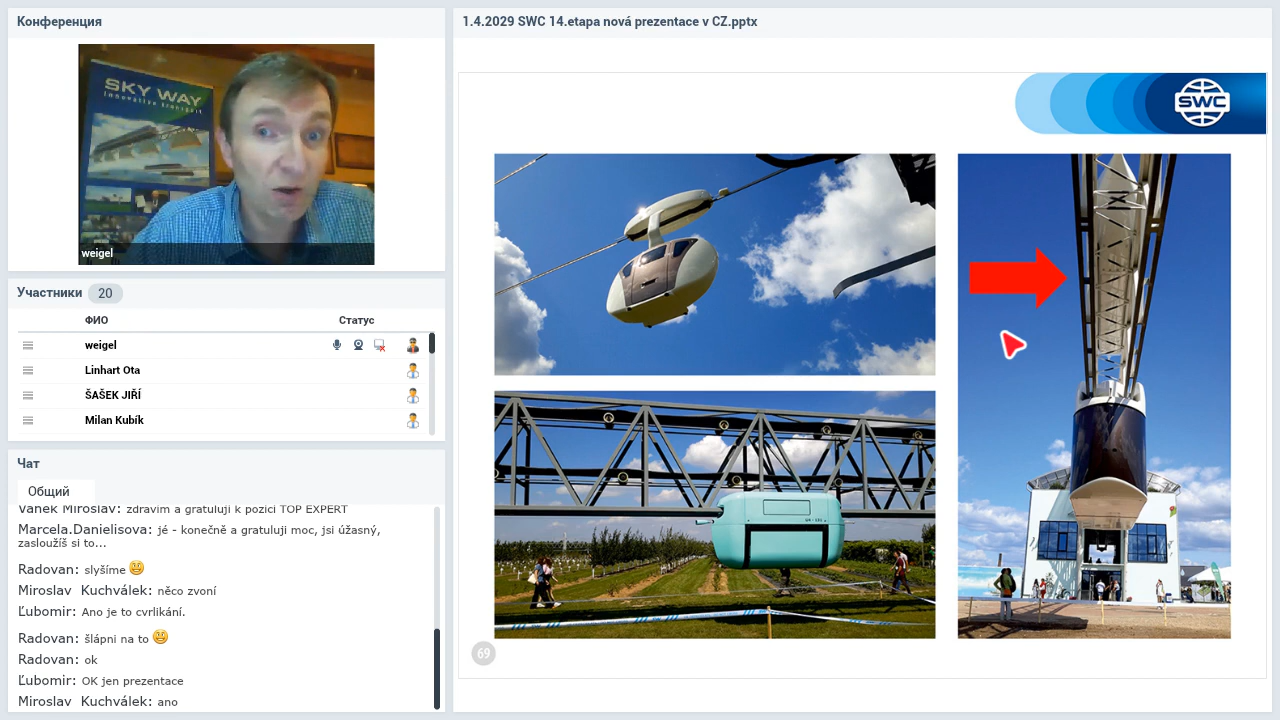 Конференция
SKY WAY
innovative transport
weigel
Участники 20
ФИО Статус
weigel
Linhart Ota
ŠAŠEK JIŘÍ
Milan Kubík
Чат
Общий
Vaněk Miroslav: zdravím a gratuluji k pozici TOP EXPERT
Marcela.Danielisova: jé - konečně a gratuluji moc, jsi úžasný,
zasloužíš si to...
Radovan: slyšíme
Miroslav Kuchválek: něco zvoní
Ľubomir: Ano je to cvrlikání.
Radovan: šlápni na to
Radovan: ok
Ľubomir: OK jen prezentace
Miroslav Kuchválek: ano
1.4.2029 SWC 14.etapa nová prezentace v CZ.pptx
SWC
69